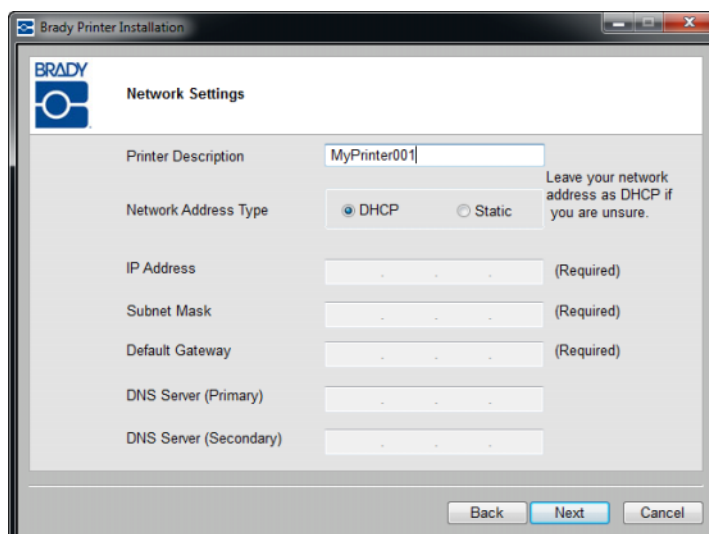 Brady Printer Installation
BRADY
Network Settings
Printer Description
MyPrinter001
Leave your network
address as DHCP if
you are unsure.
Network Address Type
DHCP
Static
IP Address
. . .
(Required)
Subnet Mask
. . .
(Required)
Default Gateway
. . .
(Required)
DNS Server (Primary)
. . .
DNS Server (Secondary)
. . .
Back
Next
Cancel